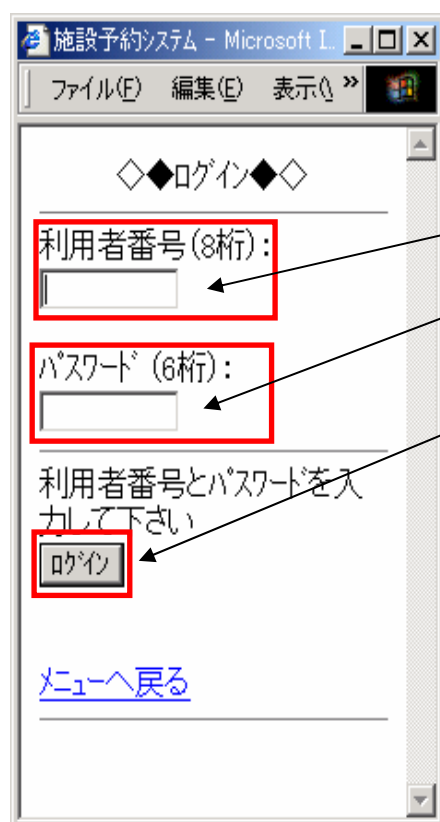 施設予約ｼｽﾃﾑ - Microsoft I...
ファイル(F) 編集(E) 表示(V »
◇◆ﾛｸﾞｲﾝ◆◇
利用者番号(8桁):
ﾊﾟｽﾜｰﾄﾞ(6桁):
利用者番号とﾊﾟｽﾜｰﾄﾞを入
力して下さい
ﾛｸﾞｲﾝ
ﾒﾆｭｰへ戻る